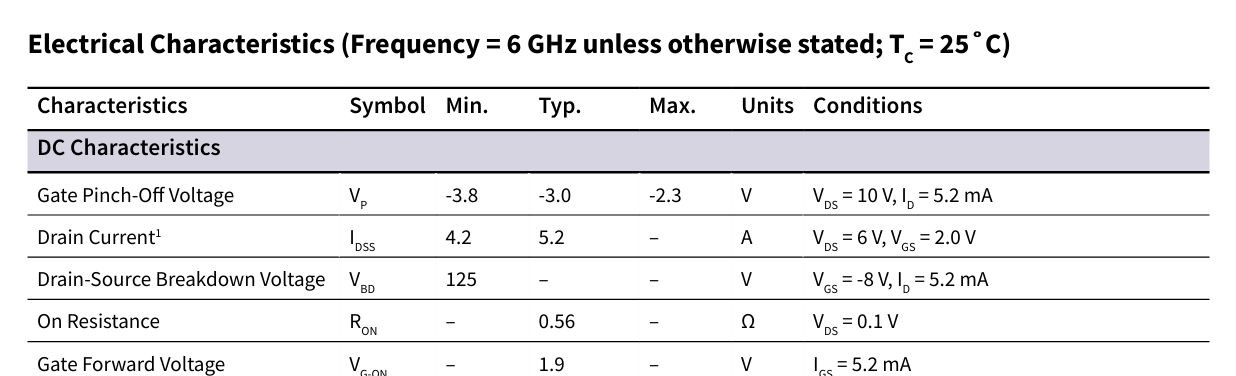 Electrical Characteristics (Frequency = 6 GHz unless otherwise stated; TC = 25˚C)
Characteristics Symbol Min. Typ. Max. Units Conditions
DC Characteristics
Gate Pinch-Off Voltage VP -3.8 -3.0 -2.3 V VDS = 10 V, ID = 5.2 mA
Drain Current1 IDSS 4.2 5.2 – A VDS = 6 V, VGS = 2.0 V
Drain-Source Breakdown Voltage VBD 125 – – V VGS = -8 V, ID = 5.2 mA
On Resistance RON – 0.56 – Ω VDS = 0.1 V
Gate Forward Voltage VG-ON – 1.9 – V IGS = 5.2 mA